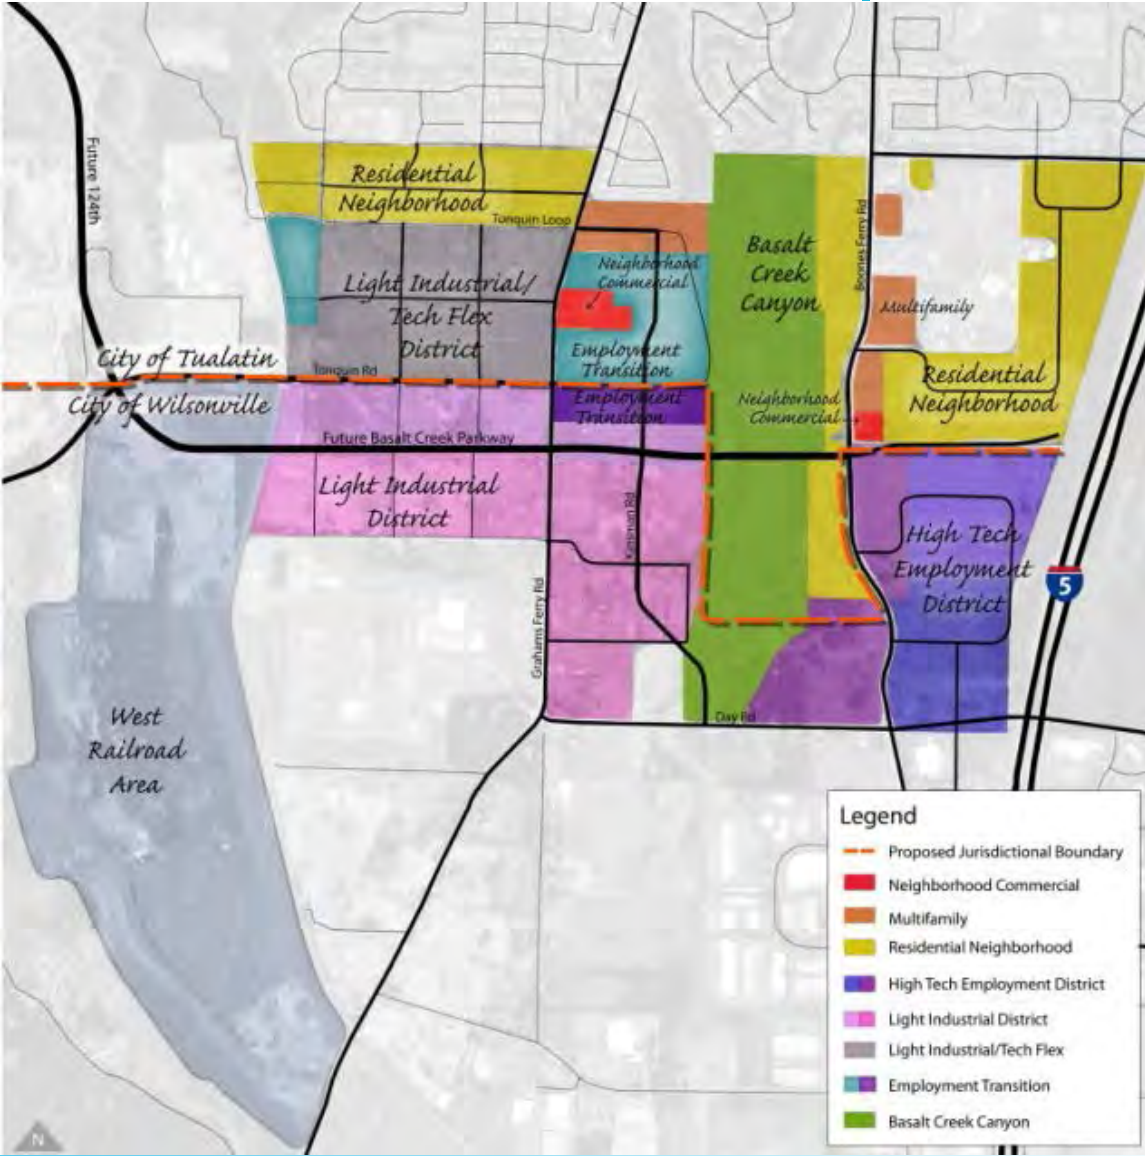 Future 124th
Residential
Neighborhood
Tonquin Loop
Boones Ferry Rd
Basalt
Creek
Canyon
Neighborhood
Commercial
Light Industrial/
Tech Flex
District
Multifamily
Employment
Transition
City of Tualatin
Tonquin Rd
Residential
Neighborhood
City of Wilsonville
Employment
Transition
Neighborhood
Commercial
Future Basalt Creek Parkway
Light Industrial
District
Kinsman Rd
High Tech
Employment
District
5
Grahams Ferry Rd
West
Railroad
Area
Day Rd
Legend
Proposed Jurisdictional Boundary
Neighborhood Commercial
Multifamily
Residential Neighborhood
High Tech Employment District
Light Industrial District
Light Industrial/Tech Flex
Employment Transition
Basalt Creek Canyon
N